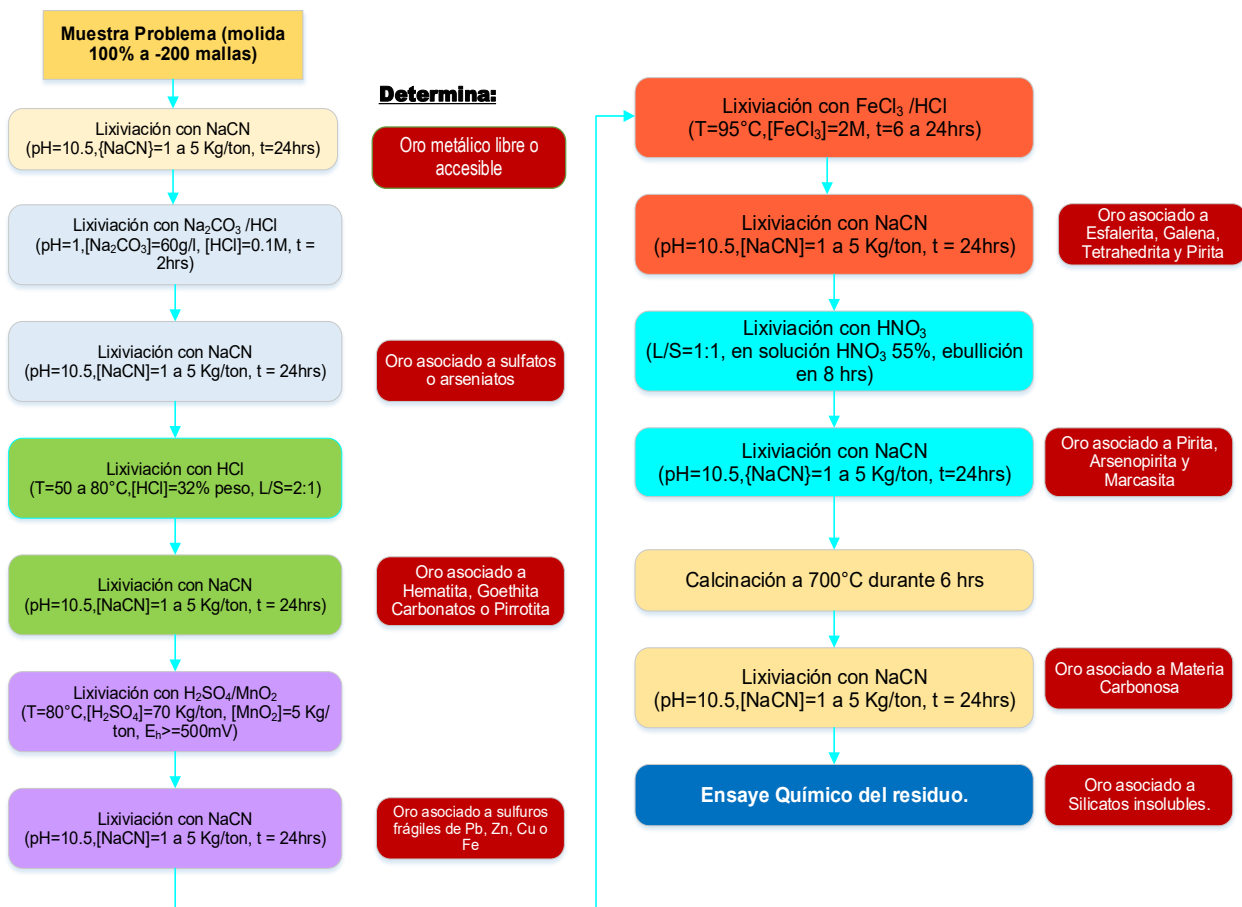 Muestra Problema (molida
100% a -200 mallas)
Determina:
Lixiviación con NaCN
(pH=10.5,{NaCN}=1 a 5 Kg/ton, t=24hrs)
Oro metálico libre o
accesible
Lixiviación con Na₂CO₃ /HCl
(pH=1,[Na₂CO₃]=60g/l, [HCl]=0.1M, t =
2hrs)
Lixiviación con NaCN
(pH=10.5,[NaCN]=1 a 5 Kg/ton, t = 24hrs)
Oro asociado a sulfatos
o arseniatos
Lixiviación con HCl
(T=50 a 80°C,[HCl]=32% peso, L/S=2:1)
Lixiviación con NaCN
(pH=10.5,[NaCN]=1 a 5 Kg/ton, t = 24hrs)
Oro asociado a
Hematita, Goethita
Carbonatos o Pirrotita
Lixiviación con H₂SO₄/MnO₂
(T=80°C,[H₂SO₄]=70 Kg/ton, [MnO₂]=5 Kg/
ton, Eₕ>=500mV)
Lixiviación con NaCN
(pH=10.5,[NaCN]=1 a 5 Kg/ton, t = 24hrs)
Oro asociado a sulfuros
frágiles de Pb, Zn, Cu o
Fe
Lixiviación con FeCl₃ /HCl
(T=95°C,[FeCl₃]=2M, t=6 a 24hrs)
Lixiviación con NaCN
(pH=10.5,[NaCN]=1 a 5 Kg/ton, t = 24hrs)
Oro asociado a
Esfalerita, Galena,
Tetrahedrita y Pirita
Lixiviación con HNO₃
(L/S=1:1, en solución HNO₃ 55%, ebullición
en 8 hrs)
Lixiviación con NaCN
(pH=10.5,{NaCN}=1 a 5 Kg/ton, t=24hrs)
Oro asociado a Pirita,
Arsenopirita y
Marcasita
Calcinación a 700°C durante 6 hrs
Lixiviación con NaCN
(pH=10.5,[NaCN]=1 a 5 Kg/ton, t = 24hrs)
Oro asociado a Materia
Carbonosa
Ensaye Químico del residuo.
Oro asociado a
Silicatos insolubles.